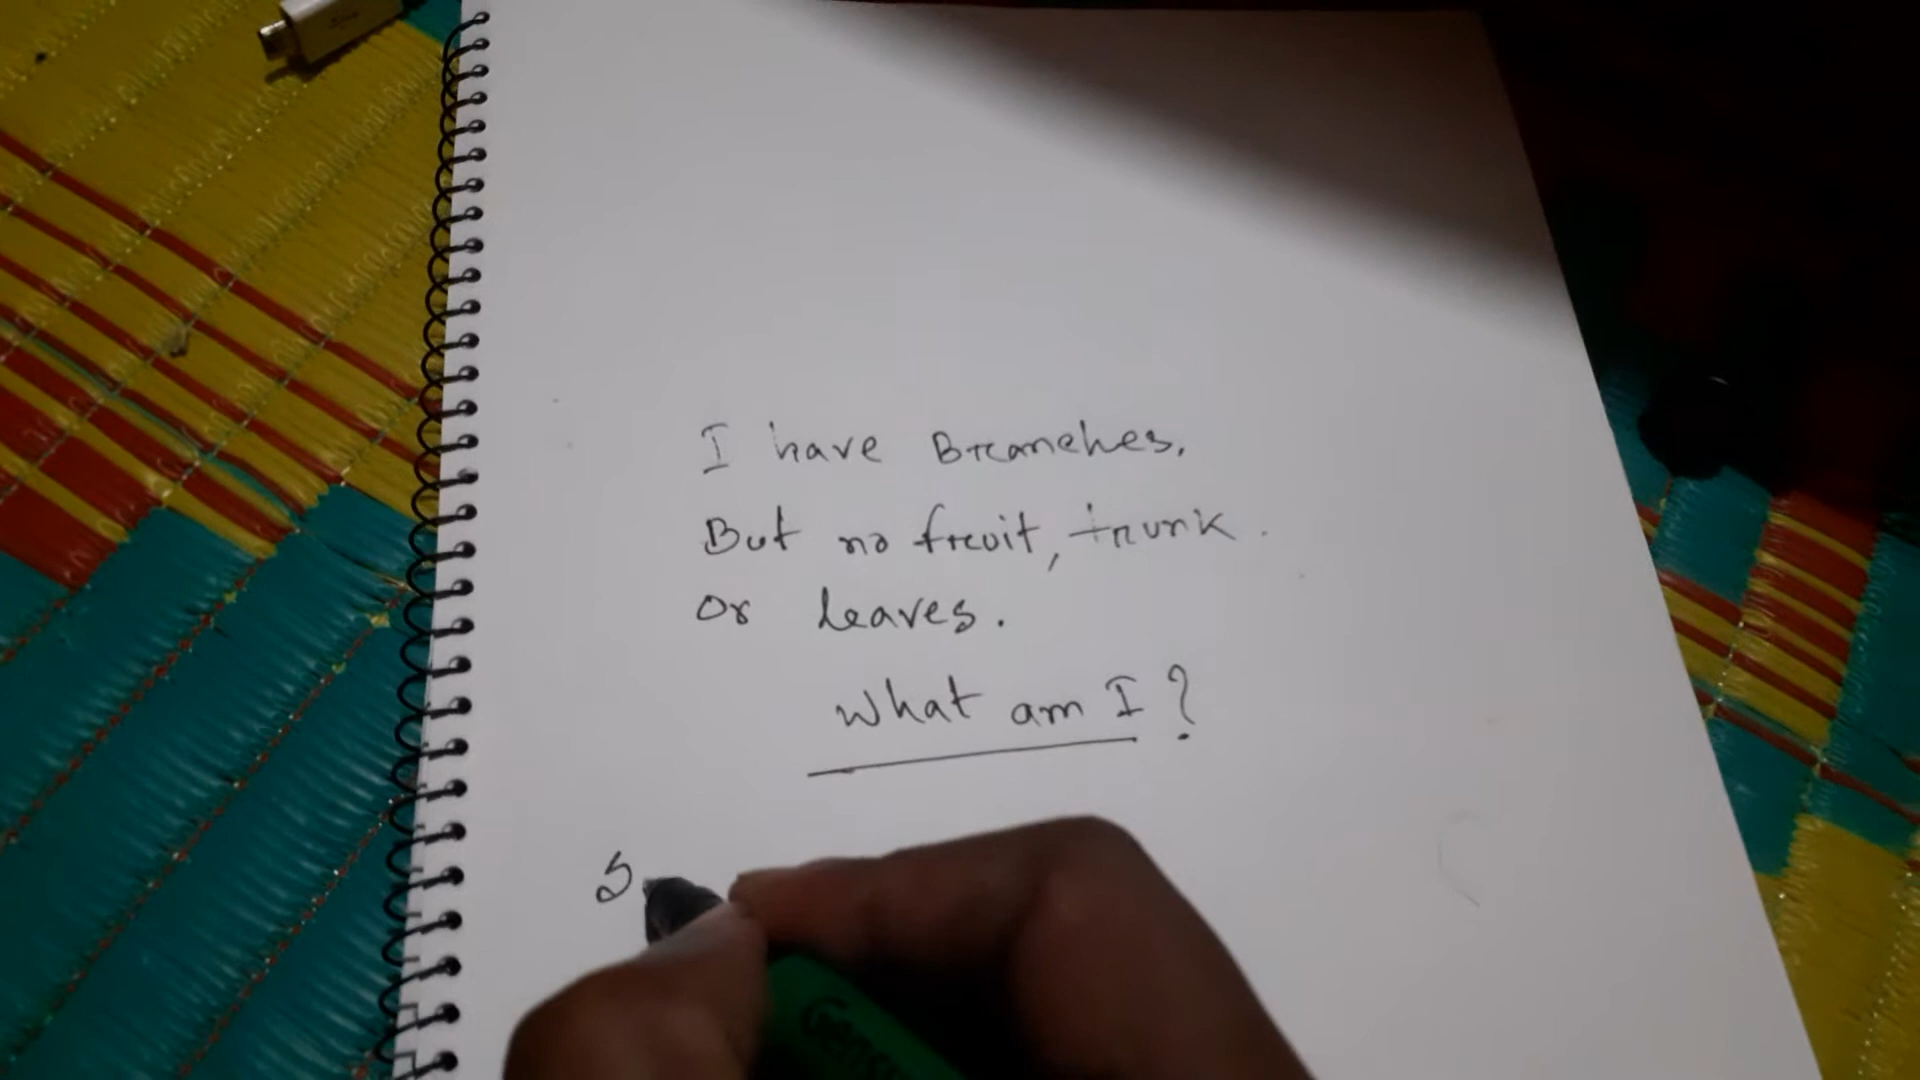 I have Branches.
But no fruit, trunk.
or leaves.
What am I?
S